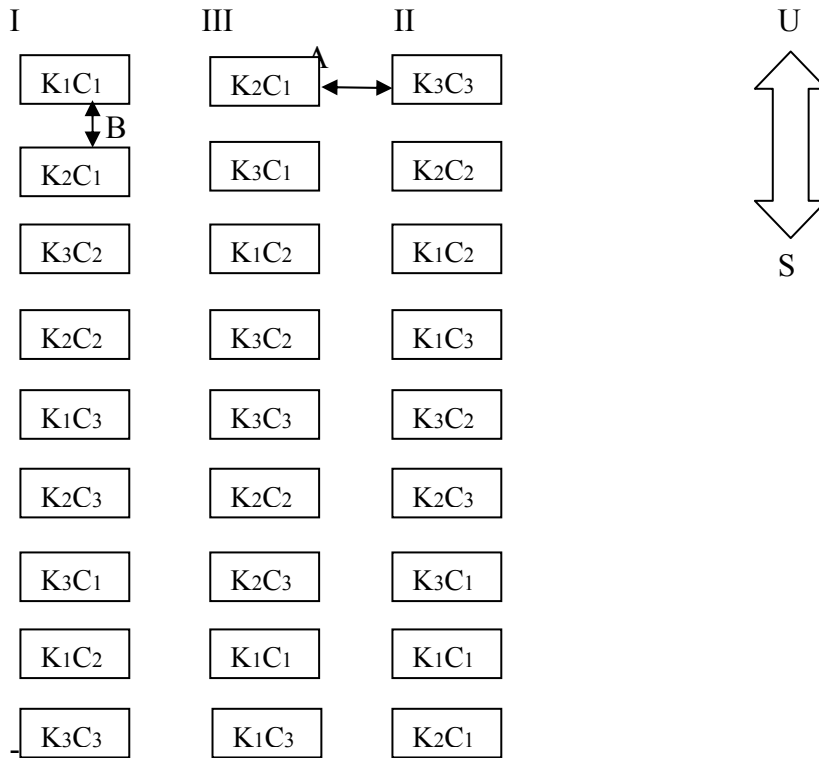 I III II U
A
K1C1 K2C1 K3C3
B
K2C1 K3C1 K2C2
K3C2 K1C2 K1C2
S
K2C2 K3C2 K1C3
K1C3 K3C3 K3C2
K2C3 K2C2 K2C3
K3C1 K2C3 K3C1
K1C2 K1C1 K1C1
- K3C3 K1C3 K2C1